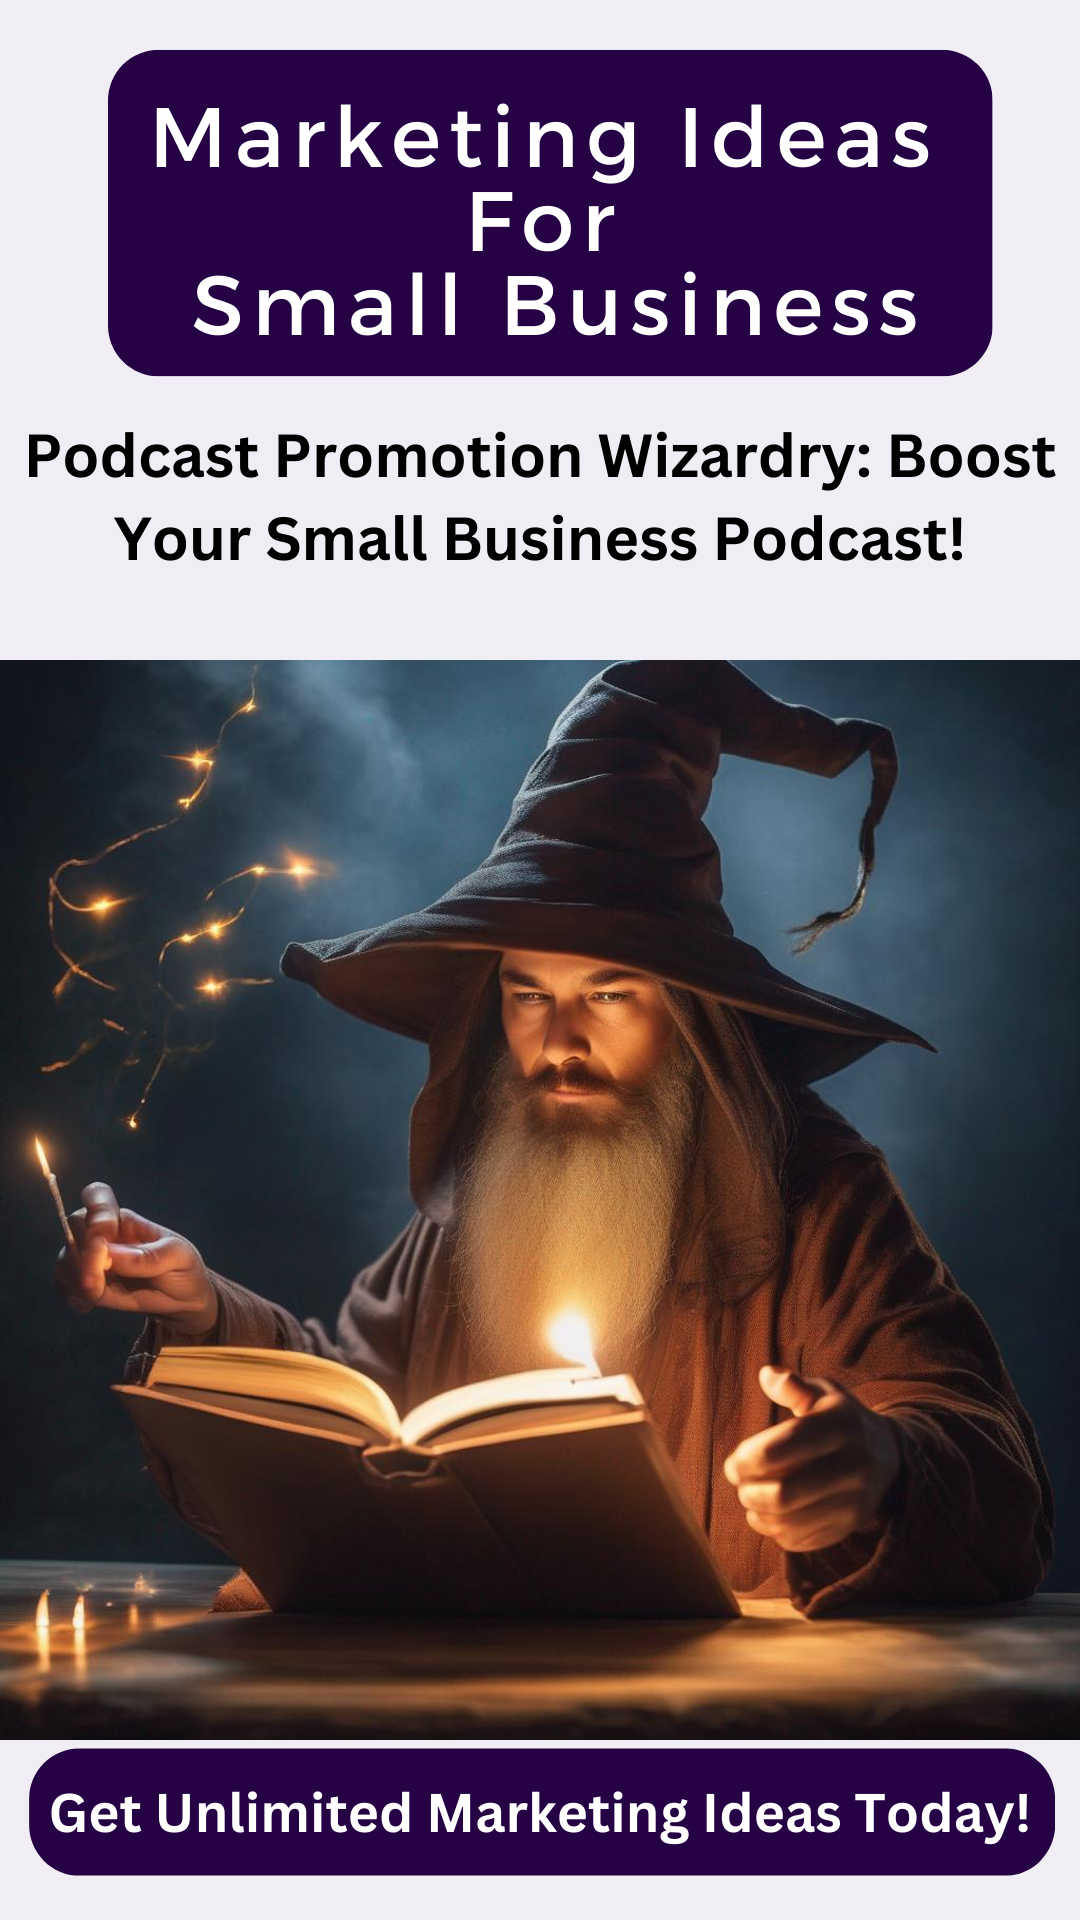 Marketing Ideas
For
Small Business
Podcast Promotion Wizardry: Boost
Your Small Business Podcast!
Get Unlimited Marketing Ideas Today!